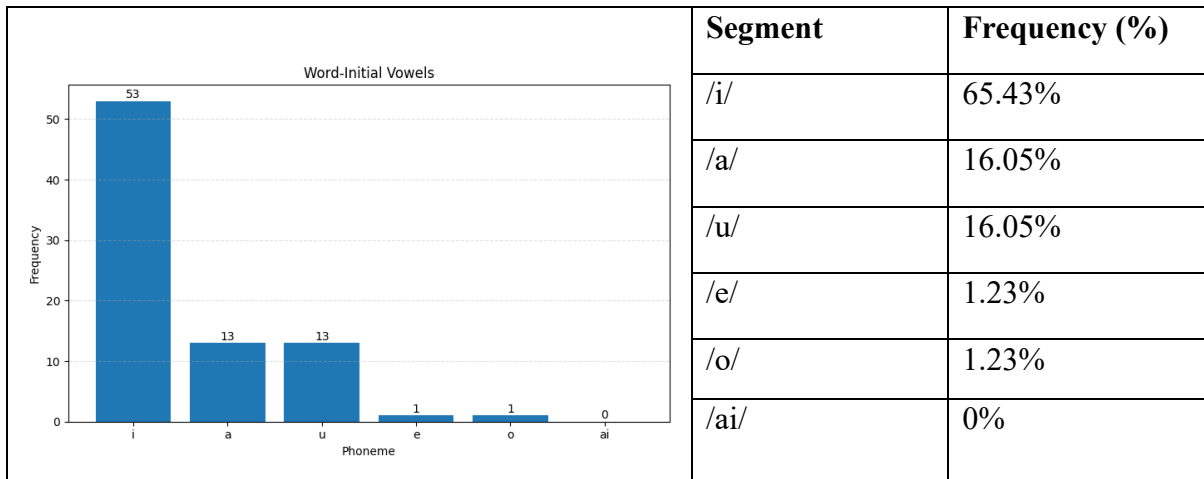 Word-Initial Vowels
53
13
13
1
1
0
50
40
30
20
10
0
Frequency
i a u e o ai
Phoneme
Segment Frequency (%)
/i/ 65.43%
/a/ 16.05%
/u/ 16.05%
/e/ 1.23%
/o/ 1.23%
/ai/ 0%